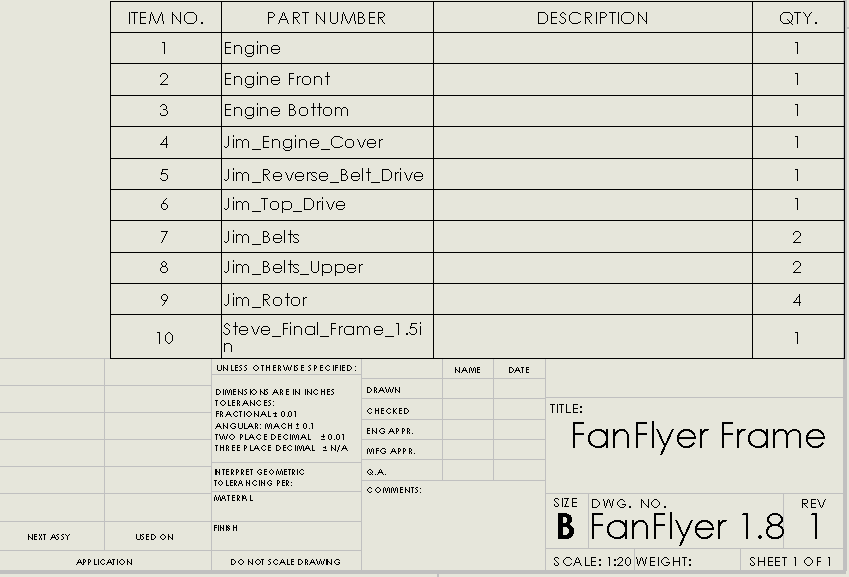 ITEM NO. PART NUMBER DESCRIPTION QTY.
1 Engine 1
2 Engine Front 1
3 Engine Bottom 1
4 Jim_Engine_Cover 1
5 Jim_Reverse_Belt_Drive 1
6 Jim_Top_Drive 1
7 Jim_Belts 2
8 Jim_Belts_Upper 2
9 Jim_Rotor 4
10 Steve_Final_Frame_1.5i 1
n
UNLESS OTHERWISE SPECIFIED:
DIMENSIONS ARE IN INCHES
TOLERANCES:
FRACTIONAL ± 0.01
ANGULAR: MACH ± 0.1
TWO PLACE DECIMAL ± 0.01
THREE PLACE DECIMAL ± N/A
INTERPRET GEOMETRIC
TOLERANCING PER:
MATERIAL
FINISH
NEXT ASSY USED ON
APPLICATION
DO NOT SCALE DRAWING
NAME DATE
DRAWN
CHECKED
ENG APPR.
MFG APPR.
Q.A.
COMMENTS:
TITLE:
FanFlyer Frame
SIZE DWG. NO. REV
B FanFlyer 1.8 1
SCALE: 1:20 WEIGHT: SHEET 1 OF 1